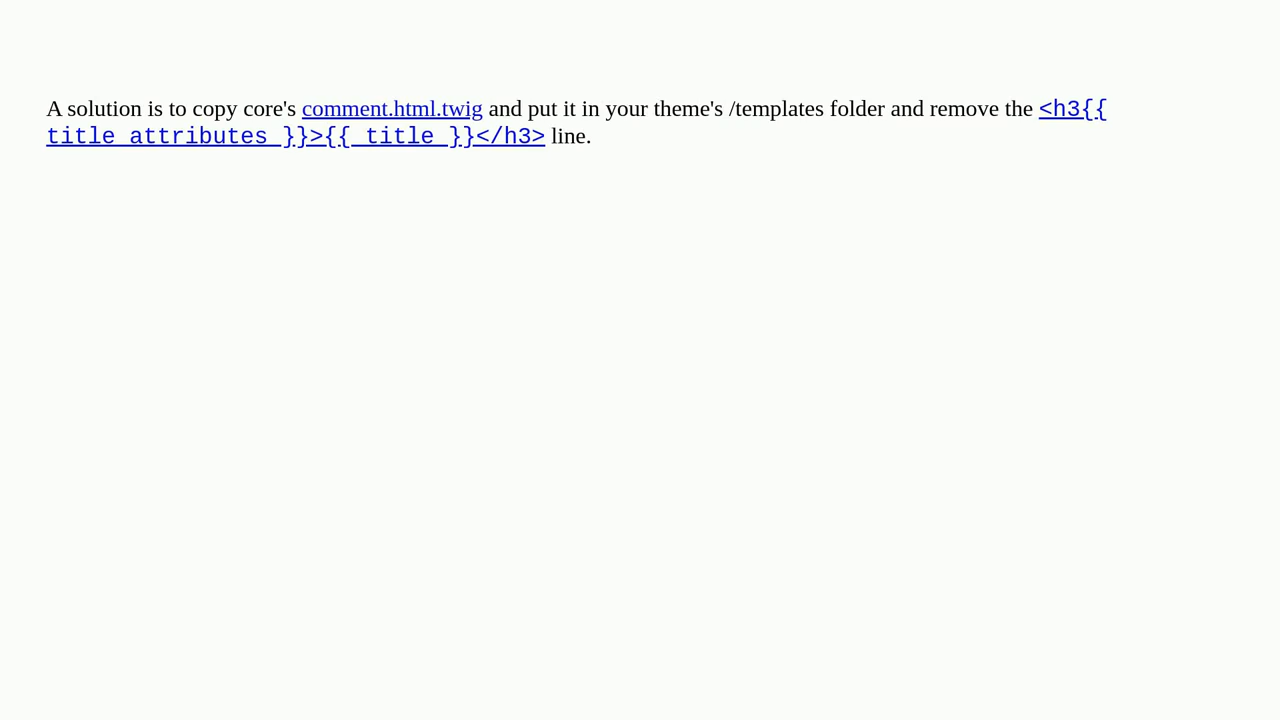 A solution is to copy core's comment.html.twig and put it in your theme's /templates folder and remove the <h3{{
title_attributes }}>{{ title }}</h3> line.